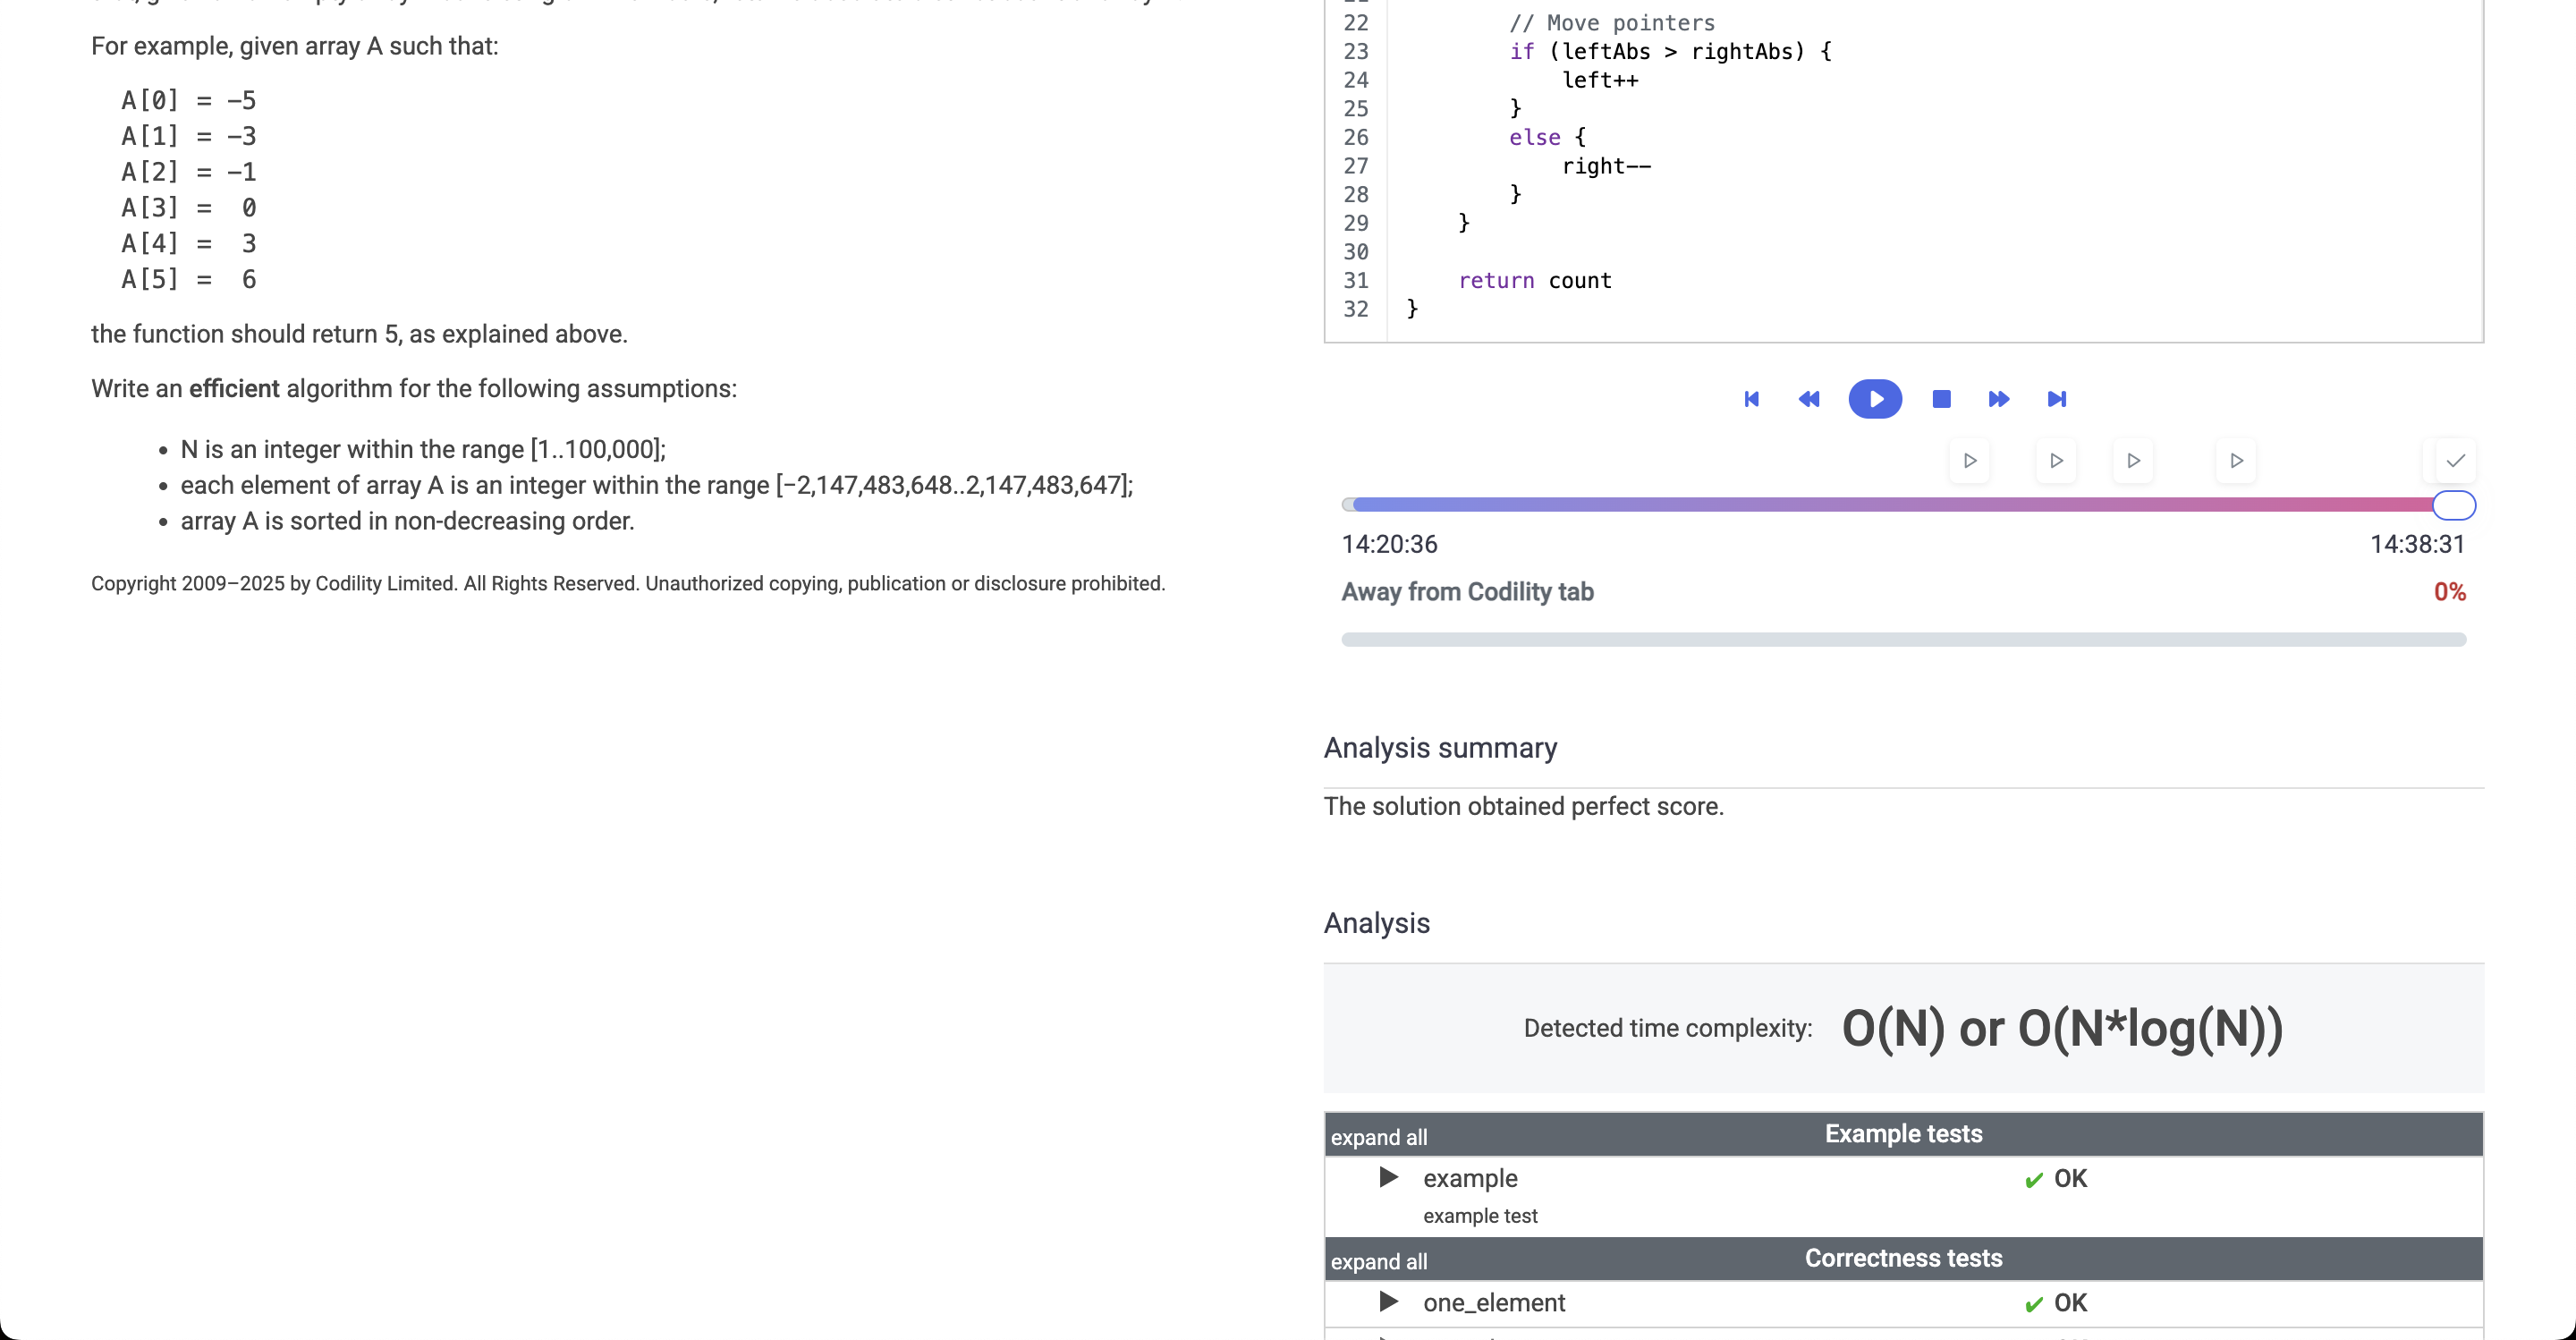 For example, given array A such that:
A[0] = -5
A[1] = -3
A[2] = -1
A[3] =  0
A[4] =  3
A[5] =  6
the function should return 5, as explained above.
Write an efficient algorithm for the following assumptions:
• N is an integer within the range [1..100,000];
• each element of array A is an integer within the range [−2,147,483,648..2,147,483,647];
• array A is sorted in non-decreasing order.
Copyright 2009–2025 by Codility Limited. All Rights Reserved. Unauthorized copying, publication or disclosure prohibited.
22 // Move pointers
23 if (leftAbs > rightAbs) {
24 left++
25 }
26 else {
27 right--
28 }
29 }
30
31 return count
32 }
14:20:36 14:38:31
Away from Codility tab 0%
Analysis summary
The solution obtained perfect score.
Analysis
Detected time complexity: O(N) or O(N*log(N))
expand all Example tests
▶ example ✔ OK
example test
expand all Correctness tests
▶ one_element ✔ OK